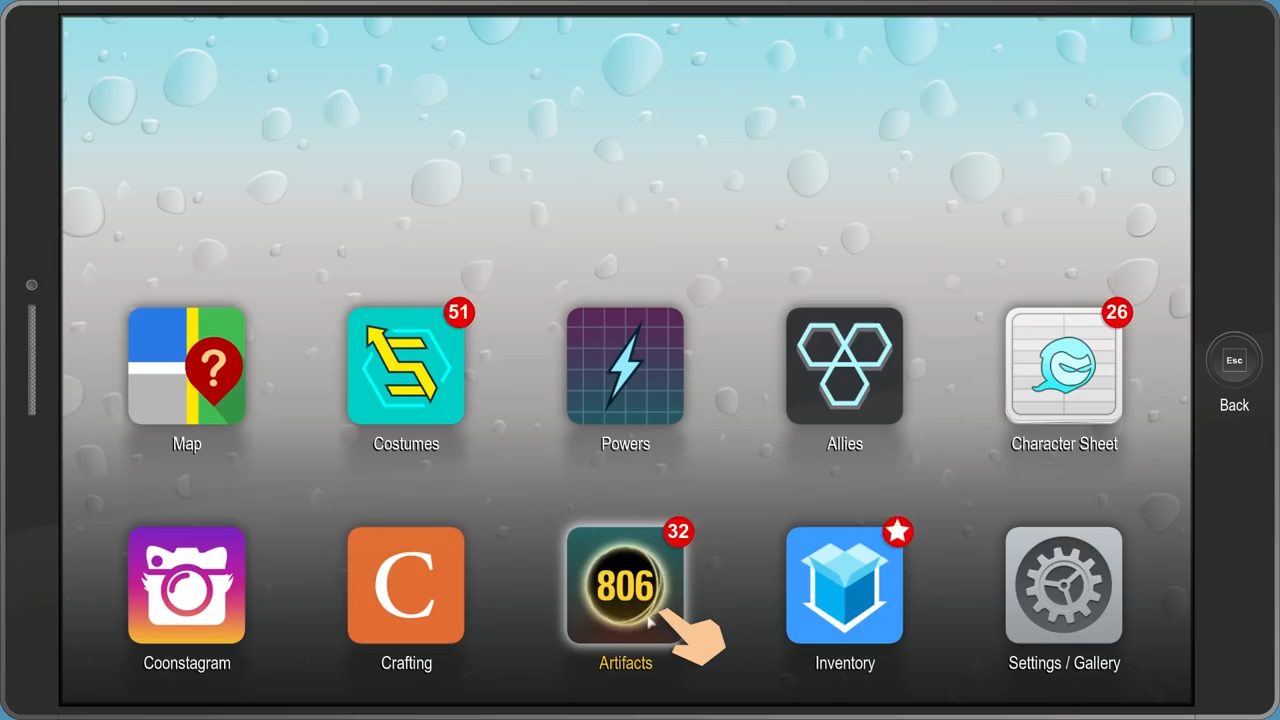 51
26
?
Esc
Back
Map
Costumes
Powers
Allies
Character Sheet
32
806
C
Coonstagram
Crafting
Artifacts
Inventory
Settings / Gallery